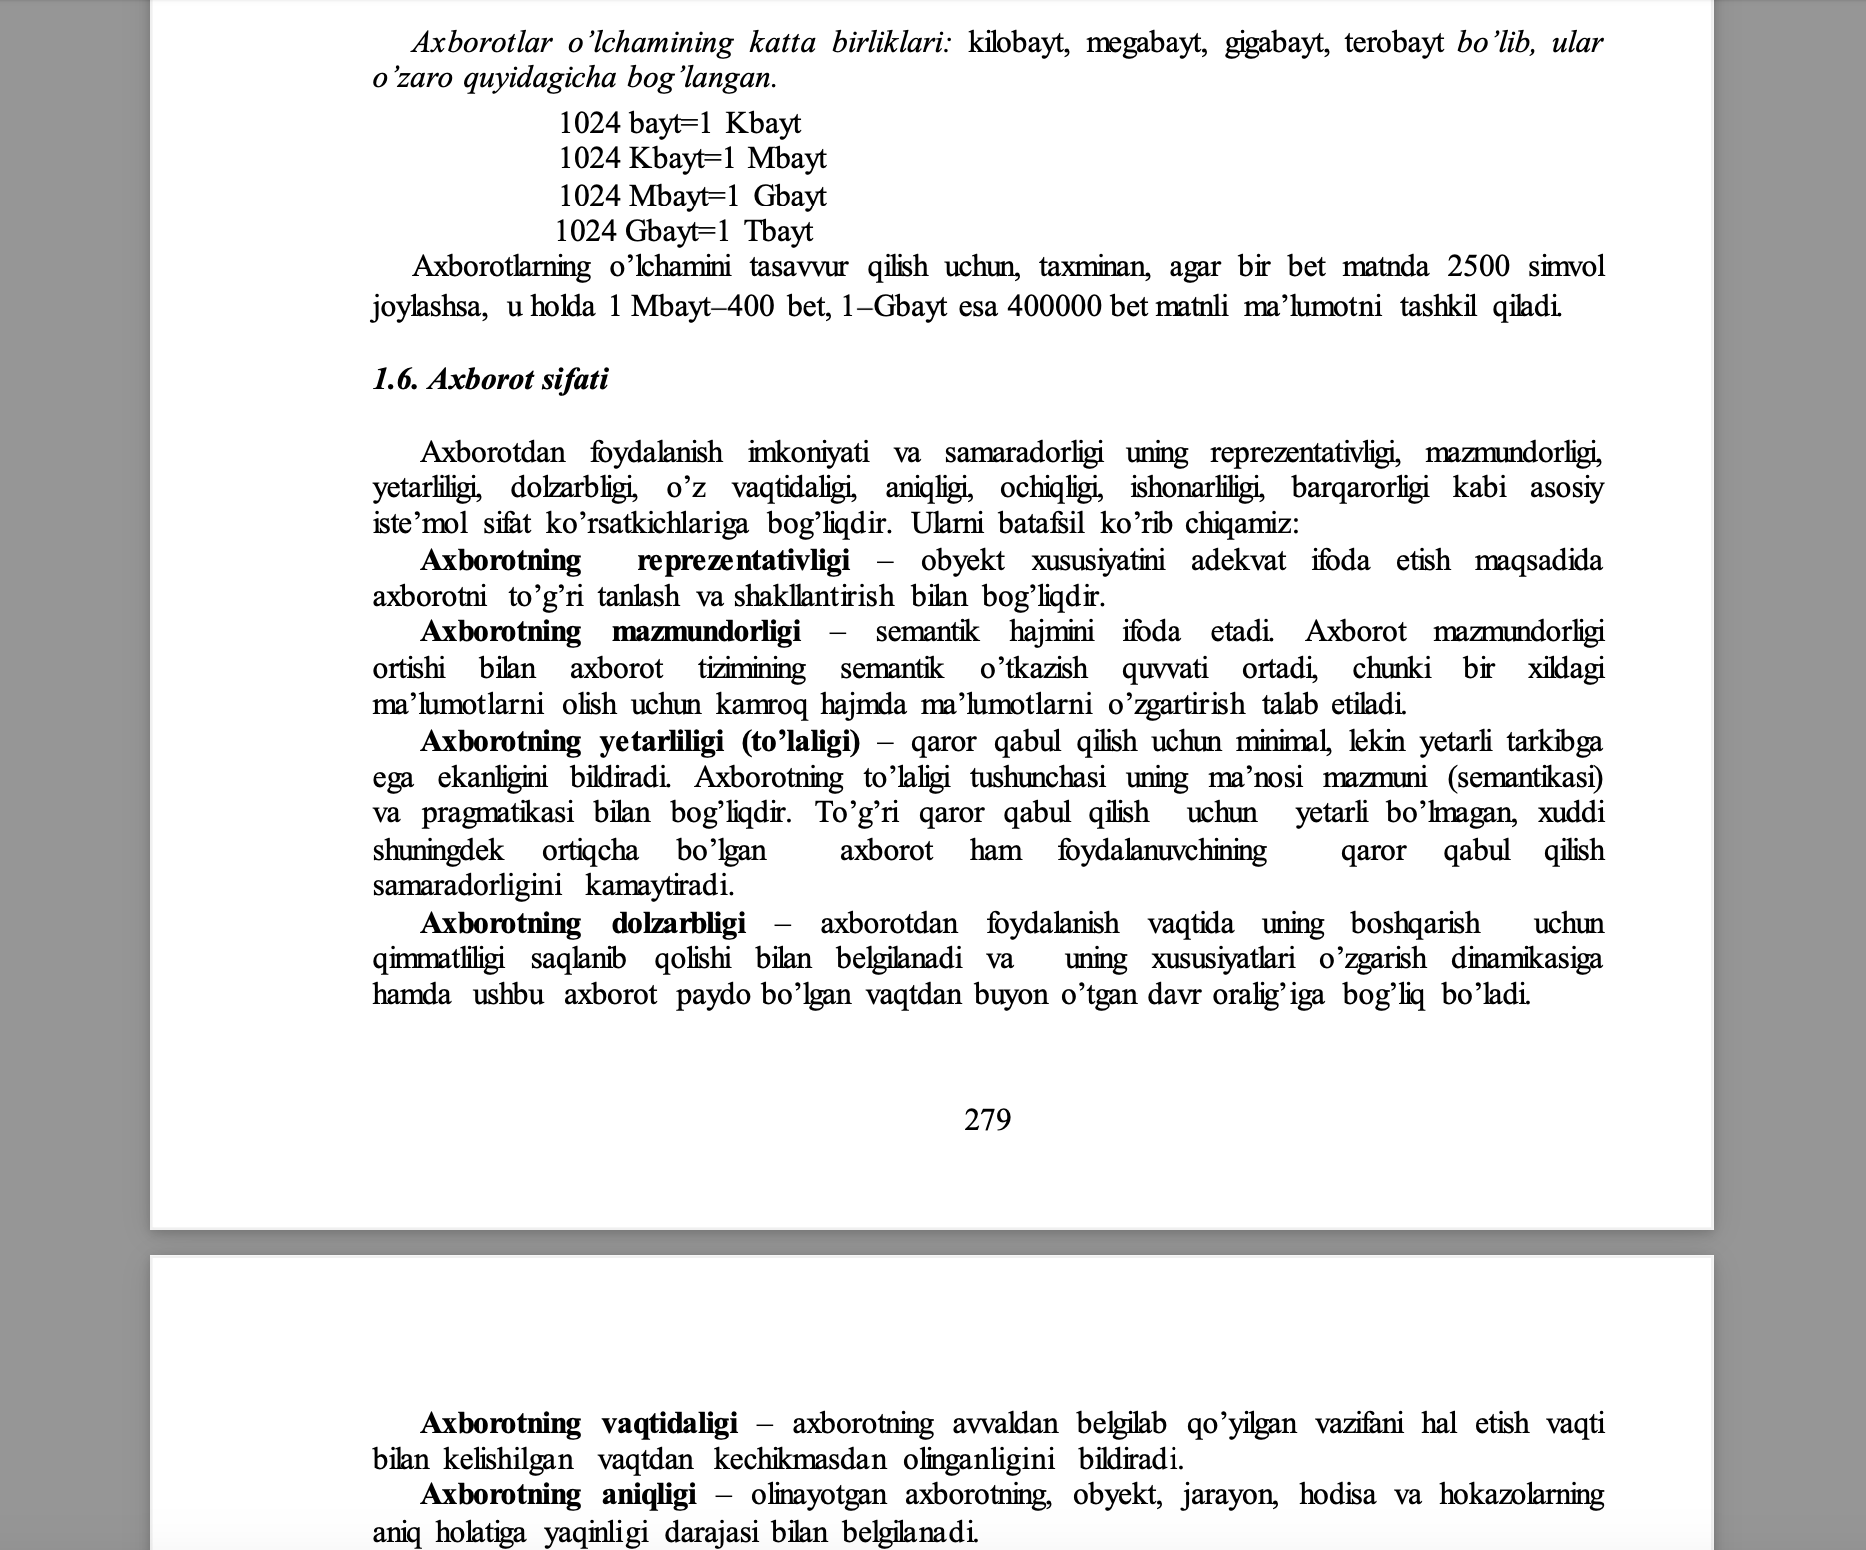 Axborotlar o’lchamining katta birliklari: kilobayt, megabayt, gigabayt, terobayt bo’lib, ular
o’zaro quyidagicha bog’langan.
1024 bayt=1 Kbayt
1024 Kbayt=1 Mbayt
1024 Mbayt=1 Gbayt
1024 Gbayt=1 Tbayt
Axborotlarning o’lchamini tasavvur qilish uchun, taxminan, agar bir bet matnda 2500 simvol
joylashsa, u holda 1 Mbayt–400 bet, 1–Gbayt esa 400000 bet matnli ma’lumotni tashkil qiladi.
1.6. Axborot sifati
Axborotdan foydalanish imkoniyati va samaradorligi uning reprezentativligi, mazmundorligi,
yetarliligi, dolzarbligi, o’z vaqtidaligi, aniqligi, ochiqligi, ishonarliligi, barqarorligi kabi asosiy
iste’mol sifat ko’rsatkichlariga bog’liqdir. Ularni batafsil ko’rib chiqamiz:
Axborotning reprezentativligi – obyekt xususiyatini adekvat ifoda etish maqsadida
axborotni to’g’ri tanlash va shakllantirish bilan bog’liqdir.
Axborotning mazmundorligi – semantik hajmini ifoda etadi. Axborot mazmundorligi
ortishi bilan axborot tizimining semantik o’tkazish quvvati ortadi, chunki bir xildagi
ma’lumotlarni olish uchun kamroq hajmda ma’lumotlarni o’zgartirish talab etiladi.
Axborotning yetarliligi (to’laligi) – qaror qabul qilish uchun minimal, lekin yetarli tarkibga
ega ekanligini bildiradi. Axborotning to’laligi tushunchasi uning ma’nosi mazmuni (semantikasi)
va pragmatikasi bilan bog’liqdir. To’g’ri qaror qabul qilish uchun yetarli bo’lmagan, xuddi
shuningdek ortiqcha bo’lgan axborot ham foydalanuvchining qaror qabul qilish
samaradorligini kamaytiradi.
Axborotning dolzarbligi – axborotdan foydalanish vaqtida uning boshqarish uchun
qimmatliligi saqlanib qolishi bilan belgilanadi va uning xususiyatlari o’zgarish dinamikasiga
hamda ushbu axborot paydo bo’lgan vaqtdan buyon o’tgan davr oralig’iga bog’liq bo’ladi.
279
Axborotning vaqtidaligi – axborotning avvaldan belgilab qo’yilgan vazifani hal etish vaqti
bilan kelishilgan vaqtdan kechikmasdan olinganligini bildiradi.
Axborotning aniqligi – olinayotgan axborotning, obyekt, jarayon, hodisa va hokazolarning
aniq holatiga yaqinligi darajasi bilan belgilanadi.